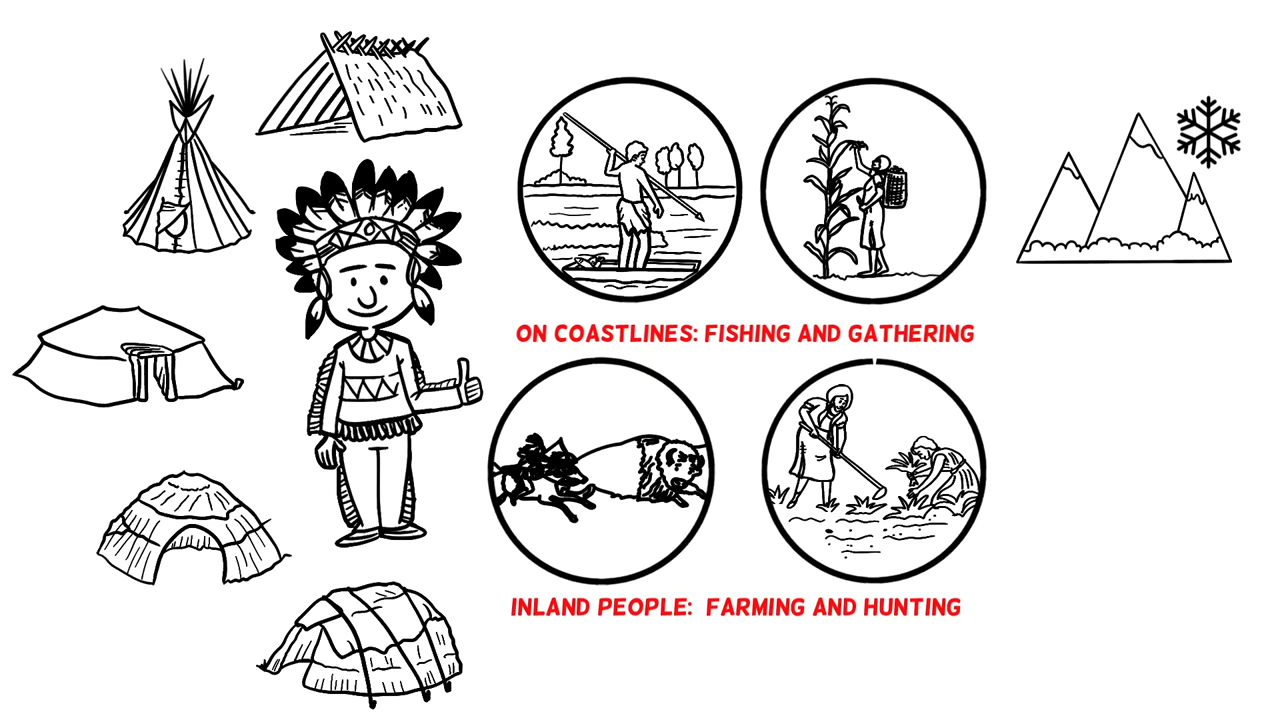 ON COASTLINES: FISHING AND GATHERING
INLAND PEOPLE: FARMING AND HUNTING